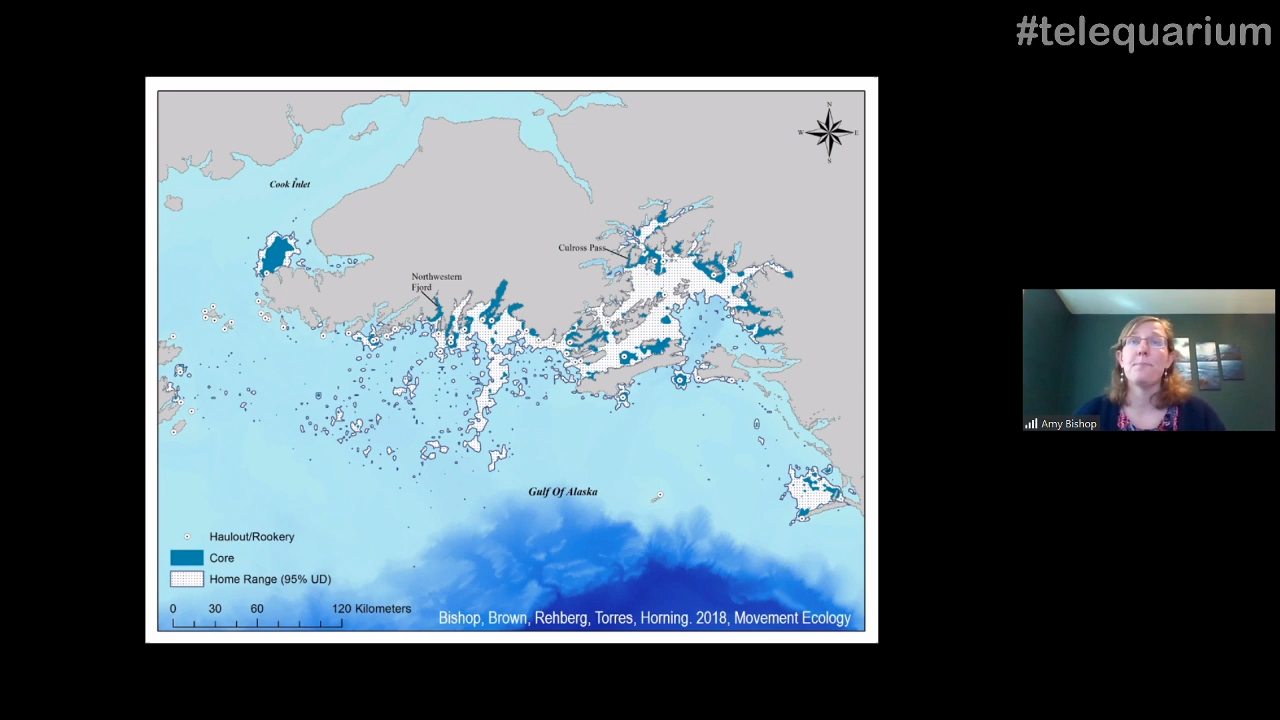 #telequarium
N
W
E
S
Cook Inlet
Culross Pass
Northwestern
Fjord
Gulf Of Alaska
Haulout/Rookery
Core
Home Range (95% UD)
0 30 60 120 Kilometers
Bishop, Brown, Rehberg, Torres, Horning. 2018, Movement Ecology
Amy Bishop